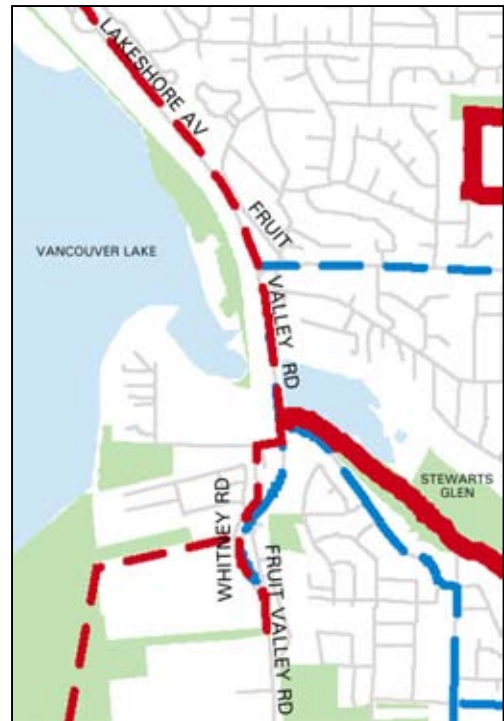 LAKESHORE AV
FRUIT
VALLEY RD
VANCOUVER LAKE
STEWARTS
GLEN
WHITNEY RD
FRUIT VALLEY RD